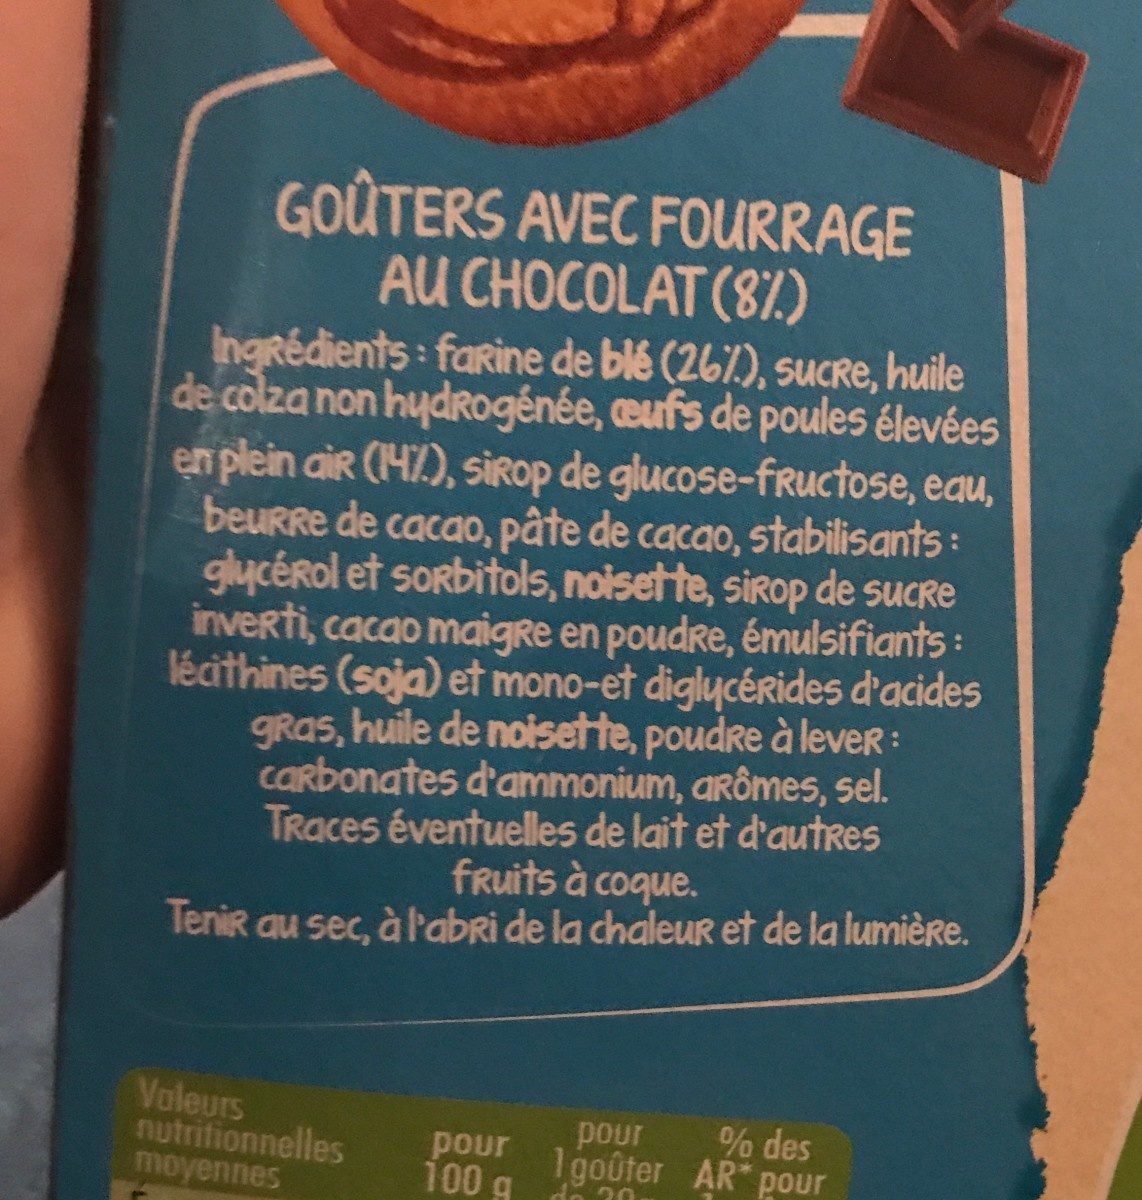 GOÛTERS AVEC FOURRAGE
AU CHOCOLAT (8%)
Ingrédients : farine de blé (26%), sucre, huile
de colza non hydrogénée, œufs de poules élevées
en plein air (14%), sirop de glucose-fructose, eau,
beurre de cacao, pâte de cacao, stabilisants :
glycérol et sorbitols, noisette, sirop de sucre
inverti, cacao maigre en poudre, émulsifiants :
lécithines (soja) et mono-et diglycérides d'acides
gras, huile de noisette, poudre à lever :
carbonates d'ammonium, arômes, sel.
Traces éventuelles de lait et d'autres
fruits à coque.
Tenir au sec, à l'abri de la chaleur et de la lumière.
Valeurs
nutritionnelles
moyennes
pour
100 g
pour
1 goûter
% des
AR* pour